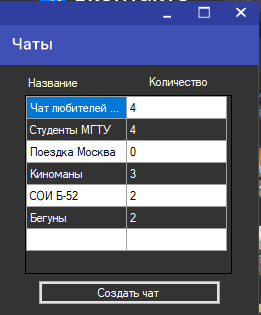 Чаты
Название Количество
Чат любителей ... 4
Студенты МГТУ 4
Поездка Москва 0
Киноманы 3
СОИ Б-52 2
Бегуны 2
Создать чат